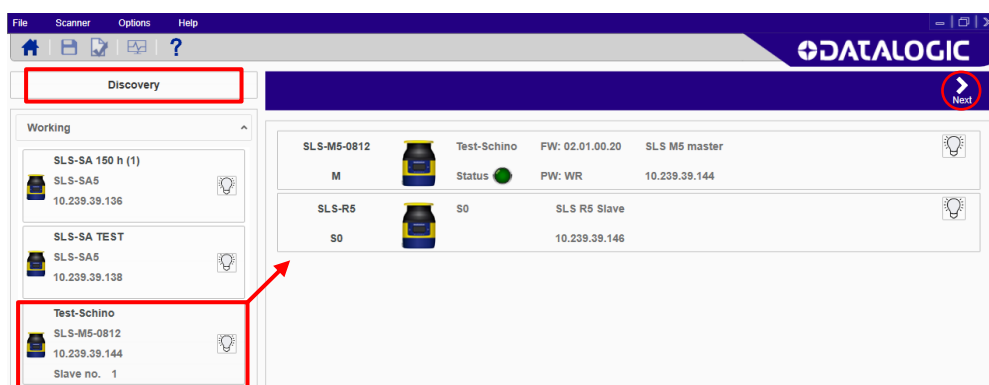 File Scanner Options Help
? DATALOGIC
Discovery
Next
Working
SLS-SA 150 h (1)
SLS-SA5
10.239.39.136
SLS-SA TEST
SLS-SA5
10.239.39.138
Test-Schino
SLS-M5-0812
10.239.39.144
Slave no. 1
SLS-M5-0812 Test-Schino FW: 02.01.00.20 SLS M5 master
M Status PW: WR 10.239.39.144
SLS-R5 S0 SLS R5 Slave
S0 10.239.39.146